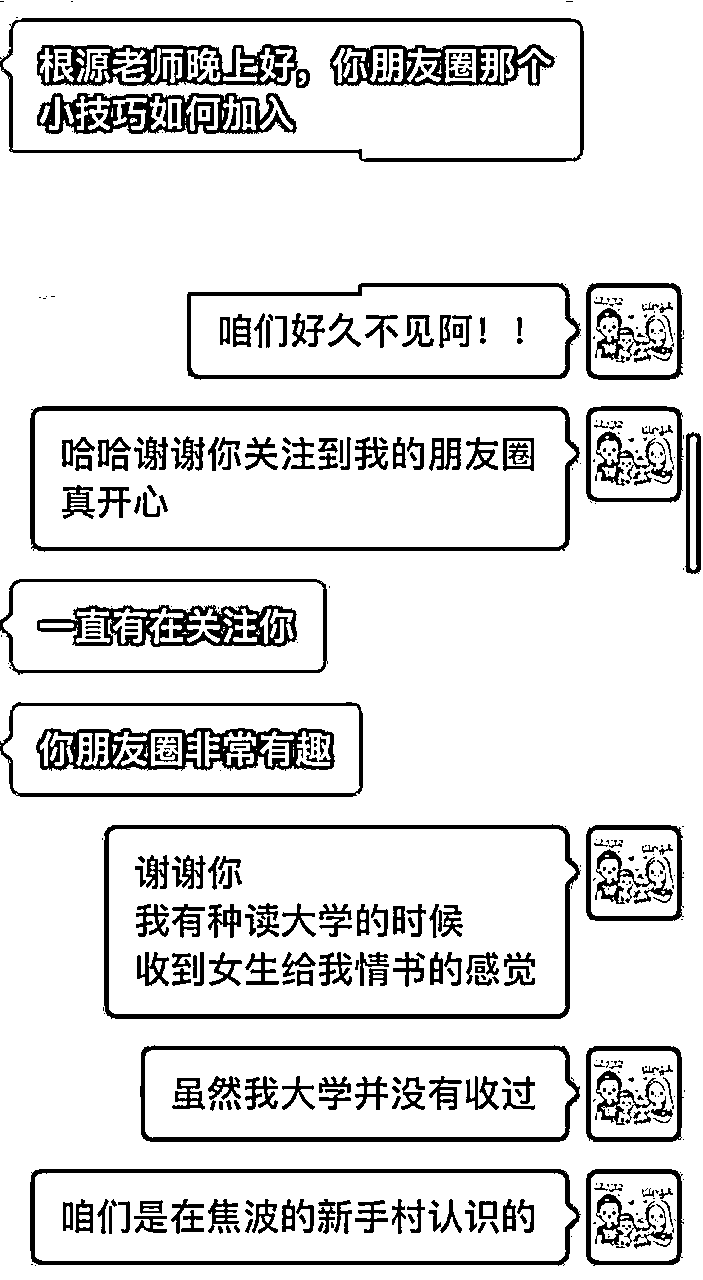 根源老师晚上好，你朋友圈那个
小技巧如何加入
咱们好久不见阿！！
哈哈谢谢你关注到我的朋友圈
真开心
一直有在关注你
你朋友圈非常有趣
谢谢你
我有种读大学的时候
收到女生给我情书的感觉
虽然我大学并没有收过
咱们是在焦波的新手村认识的